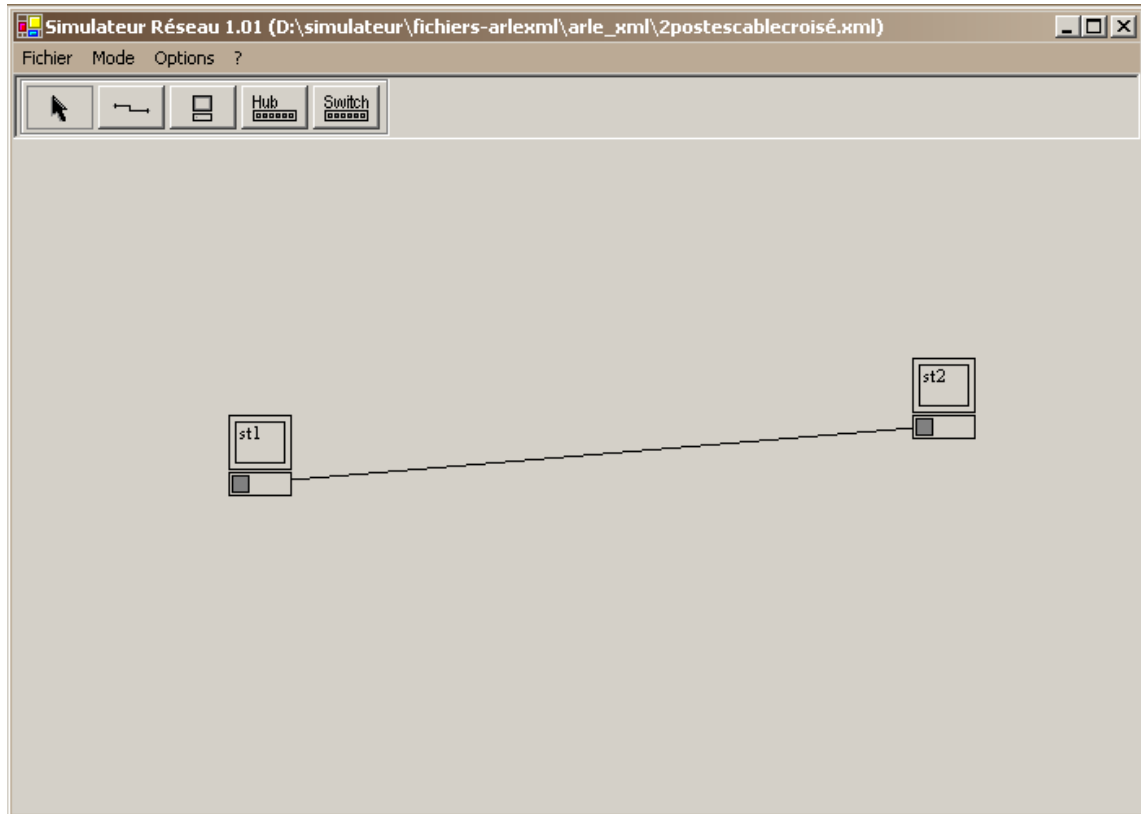 Simulateur Réseau 1.01 (D:\simulateur\fichiers-arlexml\arle_xml\2postescablecroisé.xml)
Fichier Mode Options ?
Hub Switch
st2
st1